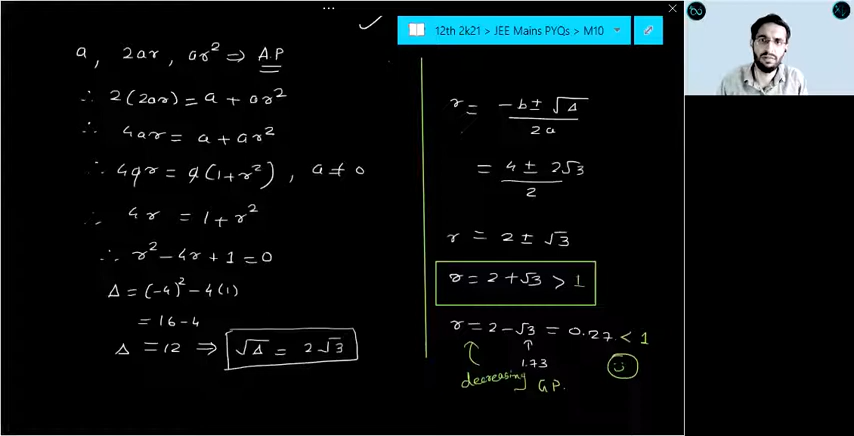 12th 2k21 > JEE Mains PYQs > M10
a, 2ar, ar² ⇒ A.P
∴ 2(2ar) = a + ar²
∴ 4ar = a + ar²
∴ 4ar = a(1+r²), a ≠ 0
∴ 4r = 1 + r²
∴ r² - 4r + 1 = 0
Δ = (-4)² - 4(1)
= 16 - 4
Δ = 12 ⇒ √Δ = 2√3
r = (-b ± √Δ) / 2a
= (4 ± 2√3) / 2
r = 2 ± √3
r = 2 + √3 > 1
r = 2 - √3 = 0.27 < 1
1.73
decreasing G.P.